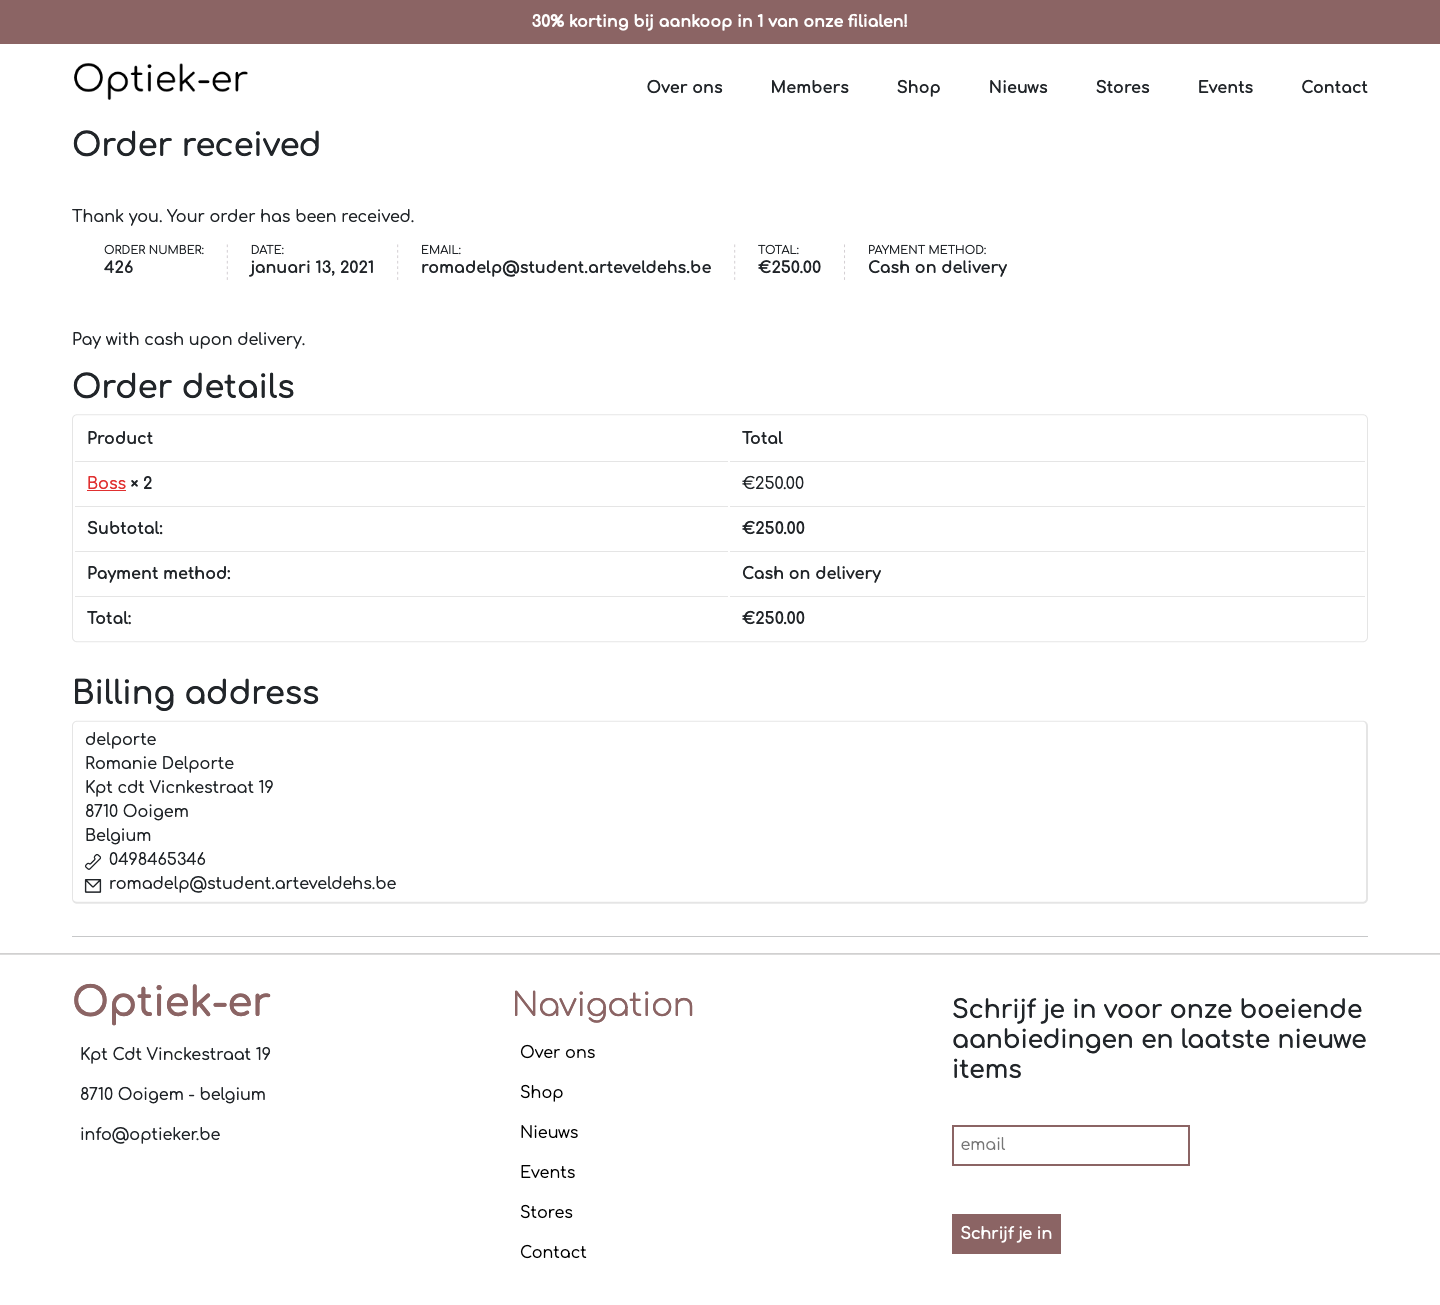 30% korting bij aankoop in 1 van onze filialen!
Optiek-er
Over ons Members Shop Nieuws Stores Events Contact
Order received
Thank you. Your order has been received.
ORDER NUMBER: DATE: EMAIL: TOTAL: PAYMENT METHOD:
426 januari 13, 2021 romadelp@student.arteveldehs.be €250.00 Cash on delivery
Pay with cash upon delivery.
Order details
Product Total
Boss × 2 €250.00
Subtotal: €250.00
Payment method: Cash on delivery
Total: €250.00
Billing address
delporte
Romanie Delporte
Kpt cdt Vicnkestraat 19
8710 Ooigem
Belgium
0498465346
romadelp@student.arteveldehs.be
Optiek-er
Kpt Cdt Vinckestraat 19
8710 Ooigem - belgium
info@optieker.be
Navigation
Over ons
Shop
Nieuws
Events
Stores
Contact
Schrijf je in voor onze boeiende
aanbiedingen en laatste nieuwe
items
email
Schrijf je in